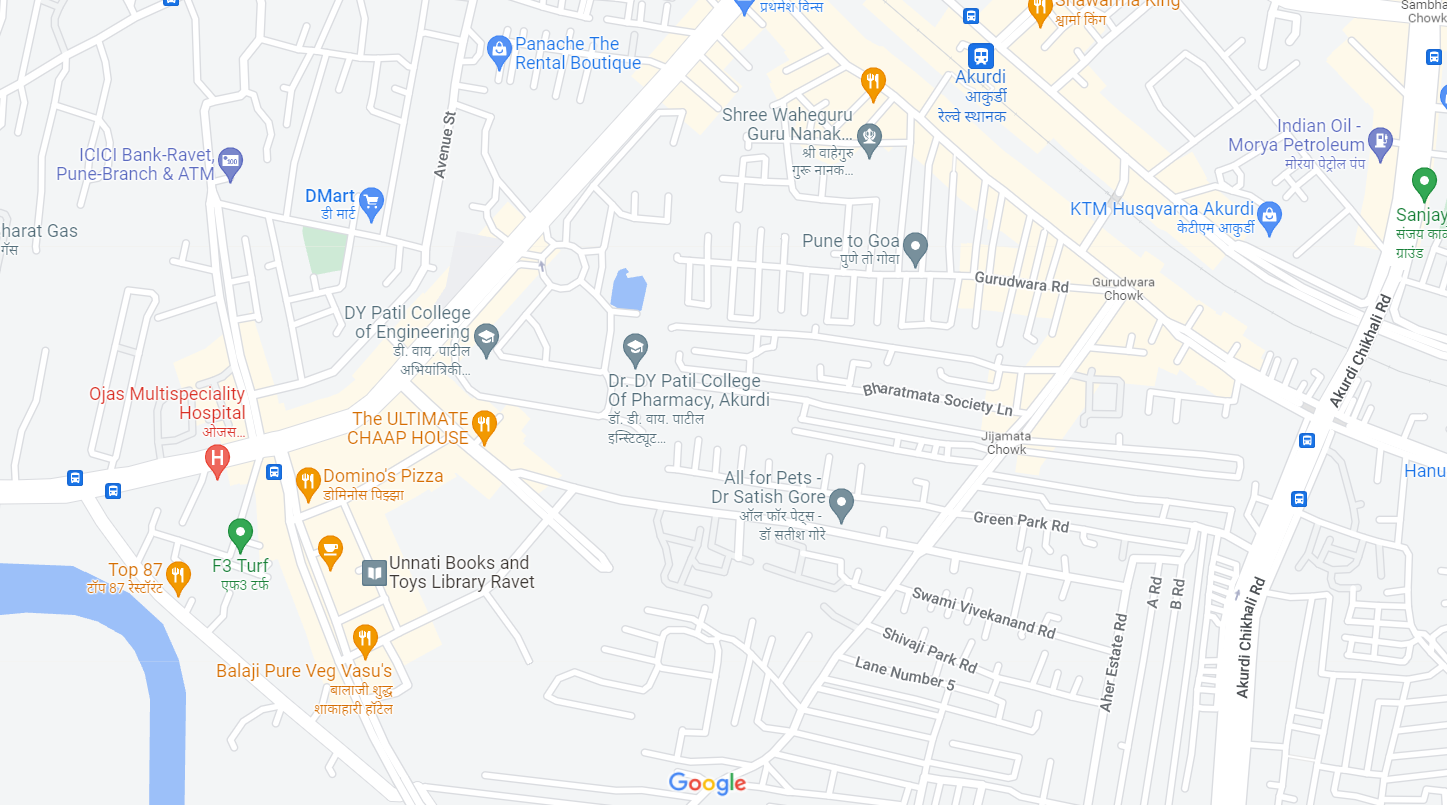 प्रथमेश विन्स
Shawarma King
श्वार्मा किंग
Sambha
Chowk
Panache The
Rental Boutique
Akurdi
आकुर्डी
रेल्वे स्थानक
Avenue St
Shree Waheguru
Guru Nanak...
श्री वाहेगुरु
गुरू नानक...
Indian Oil -
Morya Petroleum
मोरया पेट्रोल पंप
ICICI Bank-Ravet,
Pune-Branch & ATM
100
DMart
डी मार्ट
KTM Husqvarna Akurdi
केटीएम आकुर्डी
Sanjay
संजय काळ
ग्राउंड
harat Gas
गॅस
Pune to Goa
पुणे तो गोवा
Gurudwara Rd
Gurudwara
Chowk
DY Patil College
of Engineering
डी. वाय. पाटील
अभियांत्रिकी...
Akurdi Chikhali Rd
Dr. DY Patil College
Of Pharmacy, Akurdi
डॉ. डी. वाय. पाटील
इन्स्टिट्यूट...
Bharatmata Society Ln
Ojas Multispeciality
Hospital
ओजस...
H
The ULTIMATE
CHAAP HOUSE
Jijamata
Chowk
Hanu
Domino's Pizza
डोमिनोस पिझ्झा
All for Pets -
Dr Satish Gore
ऑल फॉर पेट्स -
डॉ सतीश गोरे
Green Park Rd
F3 Turf
एफ3 टर्फ
Top 87
टॉप 87 रेस्टॉरंट
Unnati Books and
Toys Library Ravet
Swami Vivekanand Rd
A Rd
B Rd
Shivaji Park Rd
Lane Number 5
Aher Estate Rd
Akurdi Chikhali Rd
Balaji Pure Veg Vasu's
बालाजी शुद्ध
शाकाहारी हॉटेल
Google